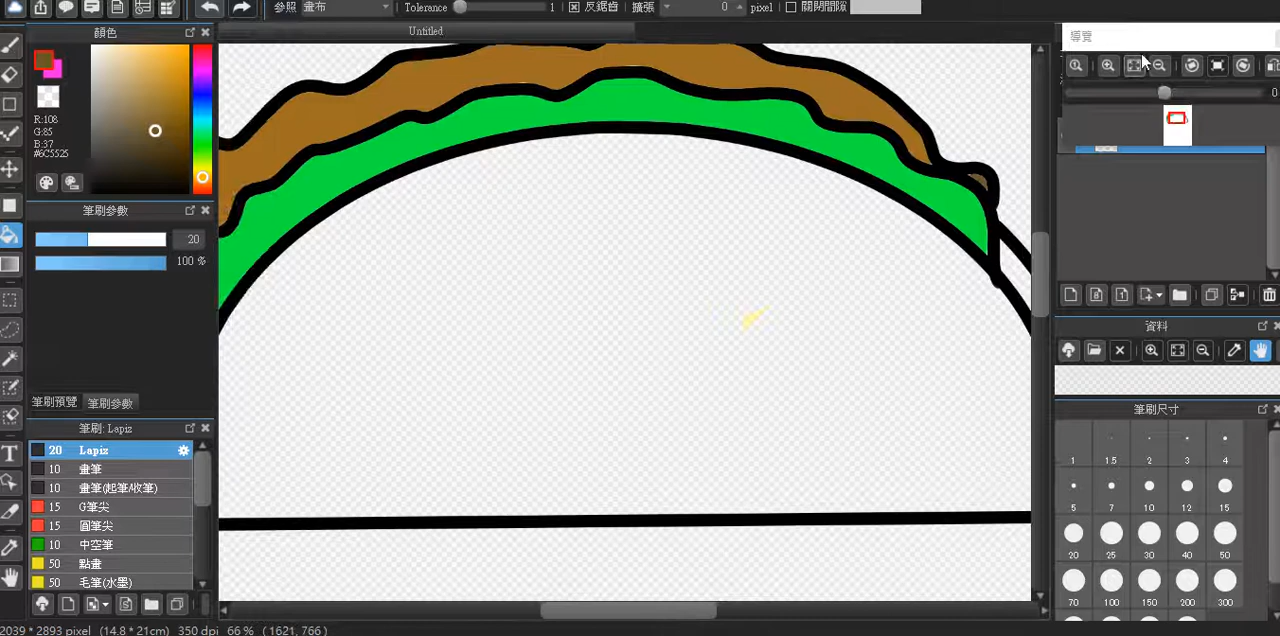 參照 畫布 Tolerance 1 反鋸齒 擴張 0 pixel 關閉間隙
Untitled
顏色
R:108
G:85
B:37
#6C5525
筆刷參數
20
100 %
筆刷預覽 筆刷參數
筆刷: Lapiz
20 Lapiz
10 畫筆
10 畫筆(起筆/收筆)
15 G筆尖
15 圓筆尖
10 中空筆
50 點畫
50 毛筆(水墨)
2039 * 2893 pixel (14.8 * 21cm) 350 dpi 66 % ( 1621, 766 )
導覽
0
資料
筆刷尺寸
1 1.5 2 3 4
5 7 10 12 15
20 25 30 40 50
70 100 150 200 300